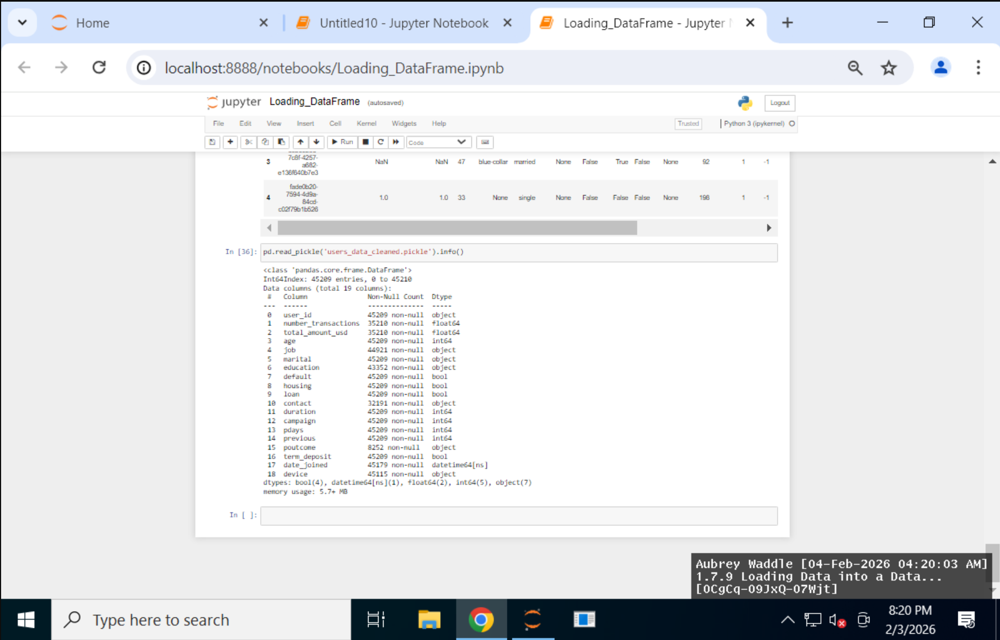 Home
Untitled10 - Jupyter Notebook
Loading_DataFrame - Jupyter N
localhost:8888/notebooks/Loading_DataFrame.ipynb
jupyter Loading_DataFrame (autosaved)
Logout
File Edit View Insert Cell Kernel Widgets Help
Trusted
Python 3 (ipykernel)
Run
Code
7c8f-4257-
a682-
3 NaN NaN 47 blue-collar married None False True False None 92 1 -1
e136f640b7e3
fade0b20-
7594-4d9a-
4 1.0 1.0 33 None single None False False False None 198 1 -1
84cd-
c02f79b1b526
In [36]: pd.read_pickle('users_data_cleaned.pickle').info()
<class 'pandas.core.frame.DataFrame'>
Int64Index: 45209 entries, 0 to 45210
Data columns (total 19 columns):
# Column Non-Null Count Dtype
--- ------ -------------- -----
0 user_id 45209 non-null object
1 number_transactions 35210 non-null float64
2 total_amount_usd 35210 non-null float64
3 age 45209 non-null int64
4 job 44921 non-null object
5 marital 45209 non-null object
6 education 43352 non-null object
7 default 45209 non-null bool
8 housing 45209 non-null bool
9 loan 45209 non-null bool
10 contact 32191 non-null object
11 duration 45209 non-null int64
12 campaign 45209 non-null int64
13 pdays 45209 non-null int64
14 previous 45209 non-null int64
15 poutcome 8252 non-null object
16 term_deposit 45209 non-null bool
17 date_joined 45179 non-null datetime64[ns]
18 device 45115 non-null object
dtypes: bool(4), datetime64[ns](1), float64(2), int64(5), object(7)
memory usage: 5.7+ MB
In [ ]:
Aubrey Waddle [04-Feb-2026 04:20:03 AM]
1.7.9 Loading Data into a Data...
[OCgCq-O9JxQ-O7Wjt]
Type here to search
8:20 PM
2/3/2026